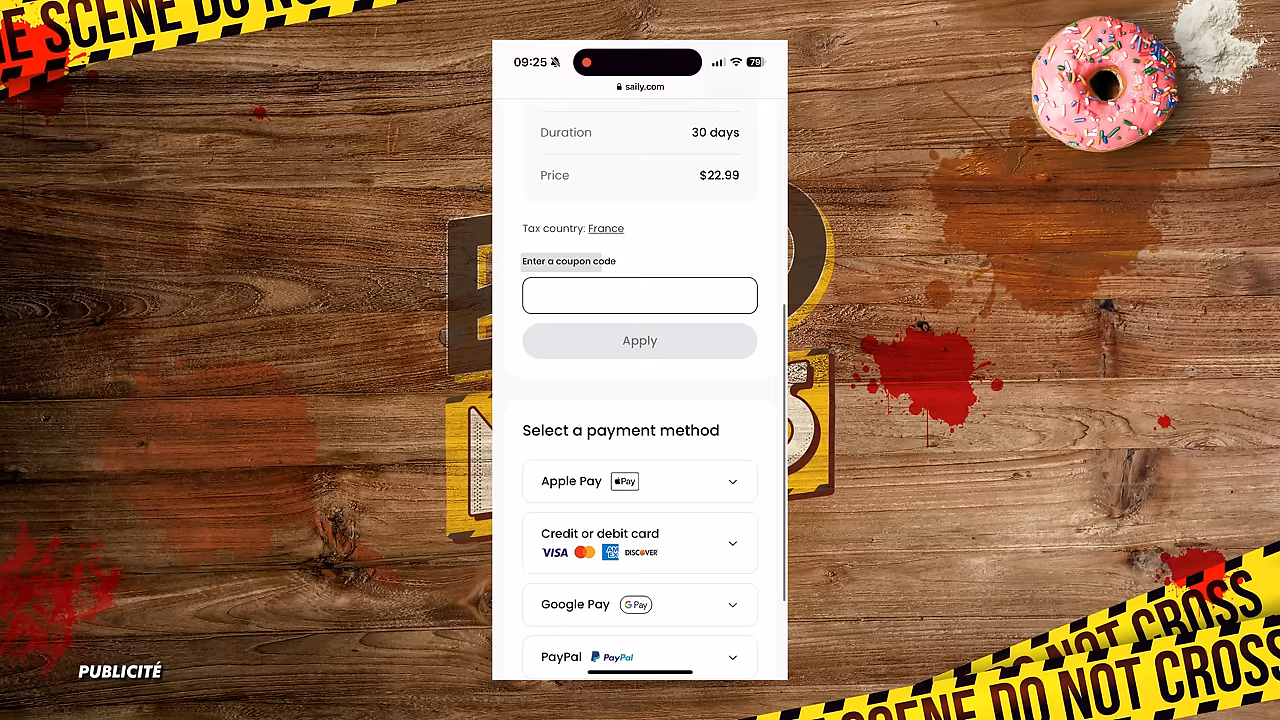 E SCENE DO NO
09:25
79
saily.com
Duration 30 days
Price $22.99
Tax country: France
Enter a coupon code
Apply
Select a payment method
Apple Pay Pay
Credit or debit card
VISA AMEX DISCOVER
Google Pay G Pay
PayPal PayPal
PUBLICITÉ
NOT CROSS
SCENE DO NOT CROSS